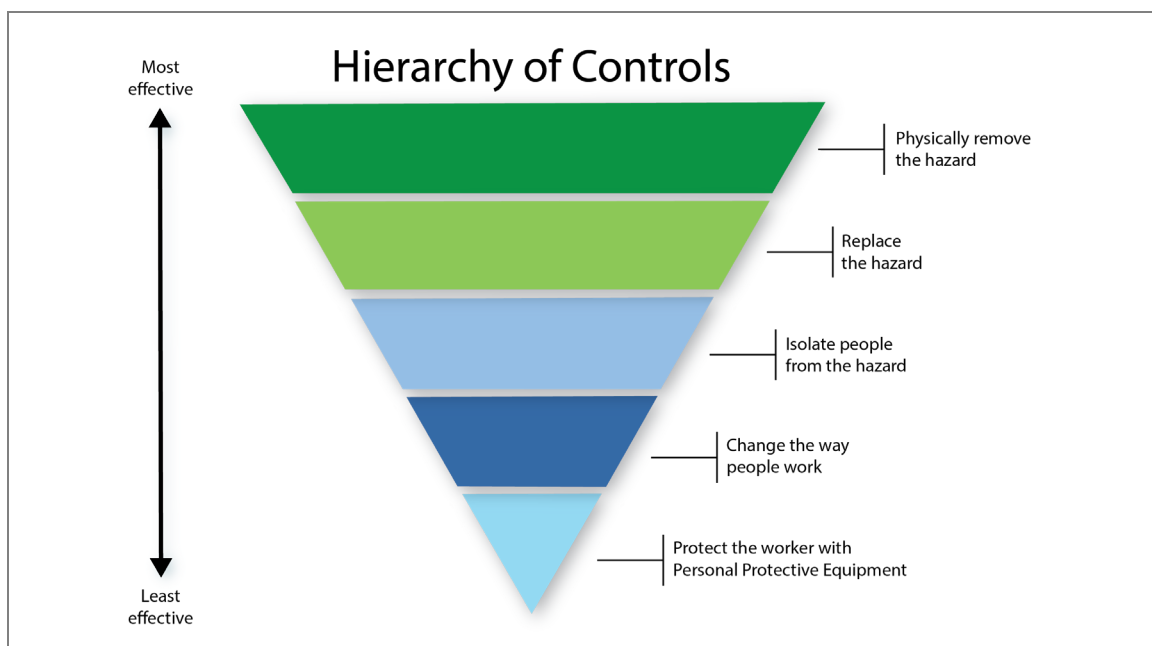 Hierarchy of Controls
Most
effective
Physically remove
the hazard
Replace
the hazard
Isolate people
from the hazard
Change the way
people work
Protect the worker with
Personal Protective Equipment
Least
effective